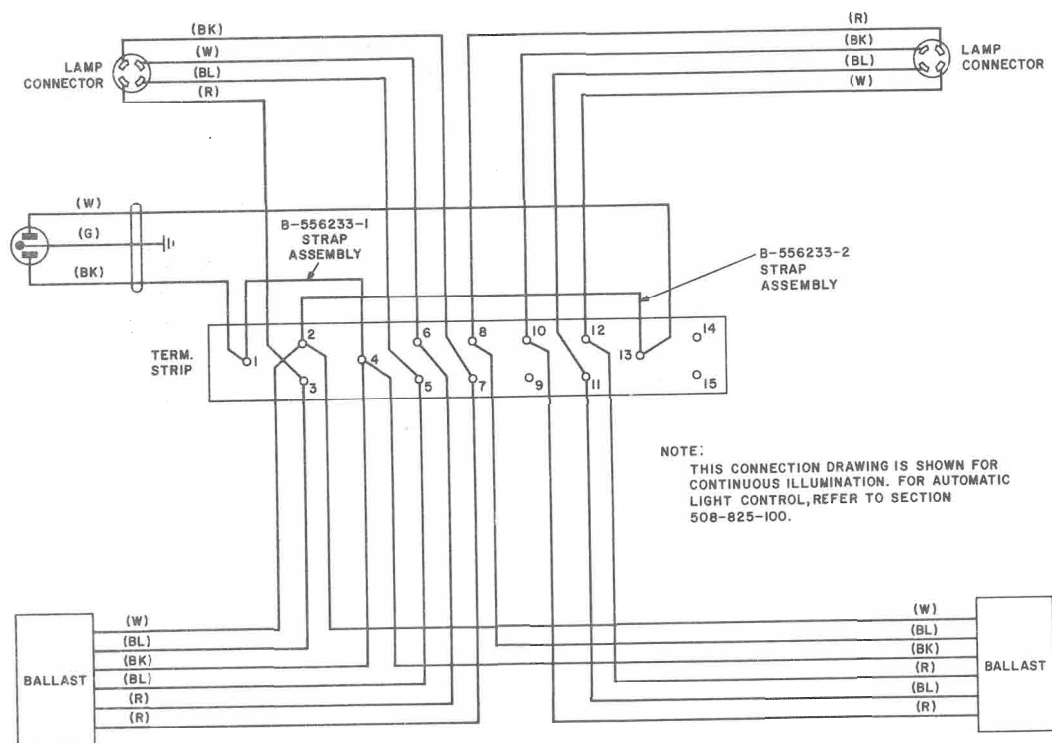 (BK)
(W)
(BL)
(R)
LAMP
CONNECTOR
(R)
(BK)
(BL)
(W)
LAMP
CONNECTOR
(W)
(G)
(BK)
B-556233-1
STRAP
ASSEMBLY
B-556233-2
STRAP
ASSEMBLY
TERM.
STRIP
1
2
3
4
5
6
7
8
9
10
11
12
13
14
15
NOTE:
THIS CONNECTION DRAWING IS SHOWN FOR
CONTINUOUS ILLUMINATION. FOR AUTOMATIC
LIGHT CONTROL, REFER TO SECTION
508-825-100.
BALLAST
(W)
(BL)
(BK)
(BL)
(R)
(R)
(W)
(BL)
(BK)
(R)
(BL)
(R)
BALLAST